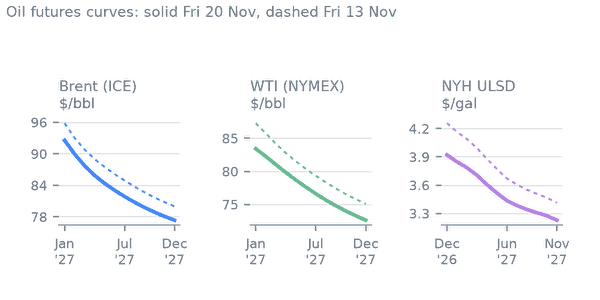 Oil futures curves: solid Fri 20 Nov, dashed Fri 13 Nov
Brent (ICE)
$/bbl
96
90
84
78
Jan '27
Jul '27
Dec '27
WTI (NYMEX)
$/bbl
85
80
75
Jan '27
Jul '27
Dec '27
NYH ULSD
$/gal
4.2
3.9
3.6
3.3
Dec '26
Jun '27
Nov '27